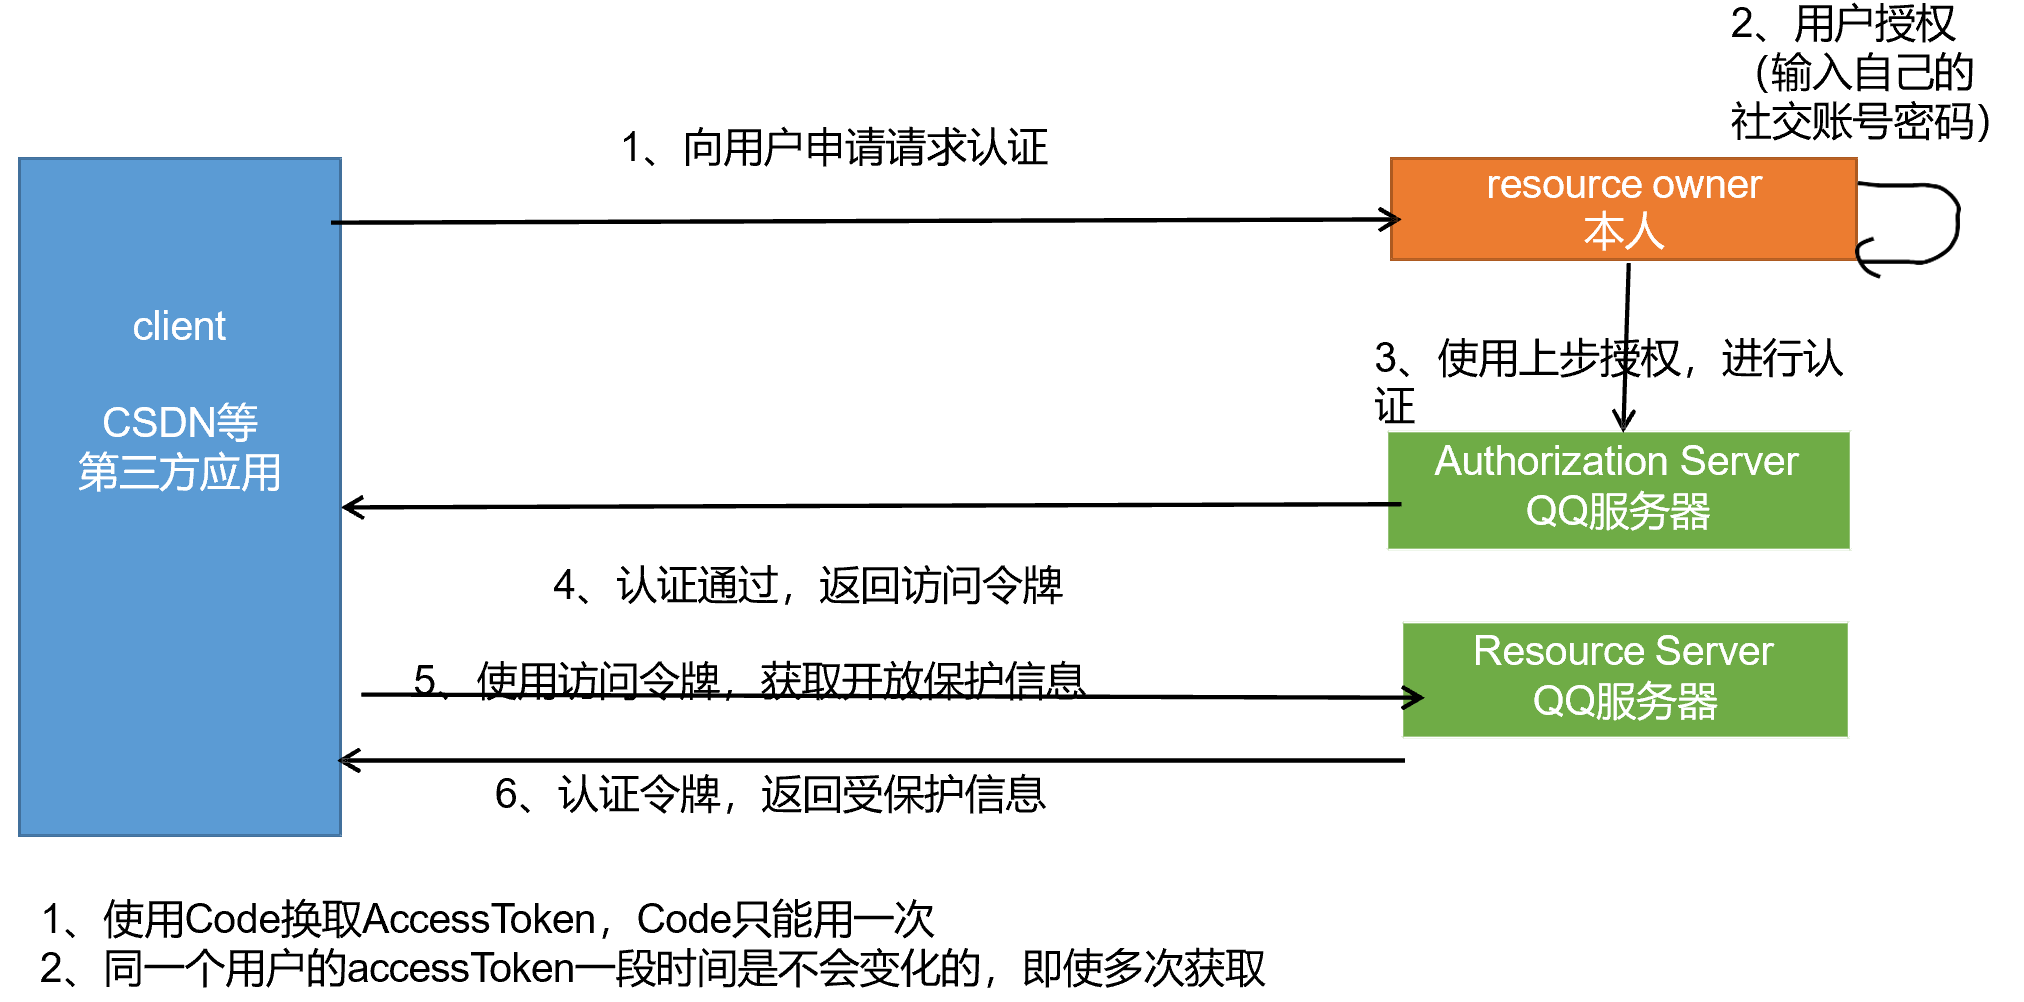 2、用户授权
（输入自己的
社交账号密码）
1、向用户申请请求认证
resource owner
本人
client
CSDN等
第三方应用
3、使用上步授权，进行认
证
Authorization Server
QQ服务器
4、认证通过，返回访问令牌
Resource Server
QQ服务器
5、使用访问令牌，获取开放保护信息
6、认证令牌，返回受保护信息
1、使用Code换取AccessToken，Code只能用一次
2、同一个用户的accessToken一段时间是不会变化的，即使多次获取